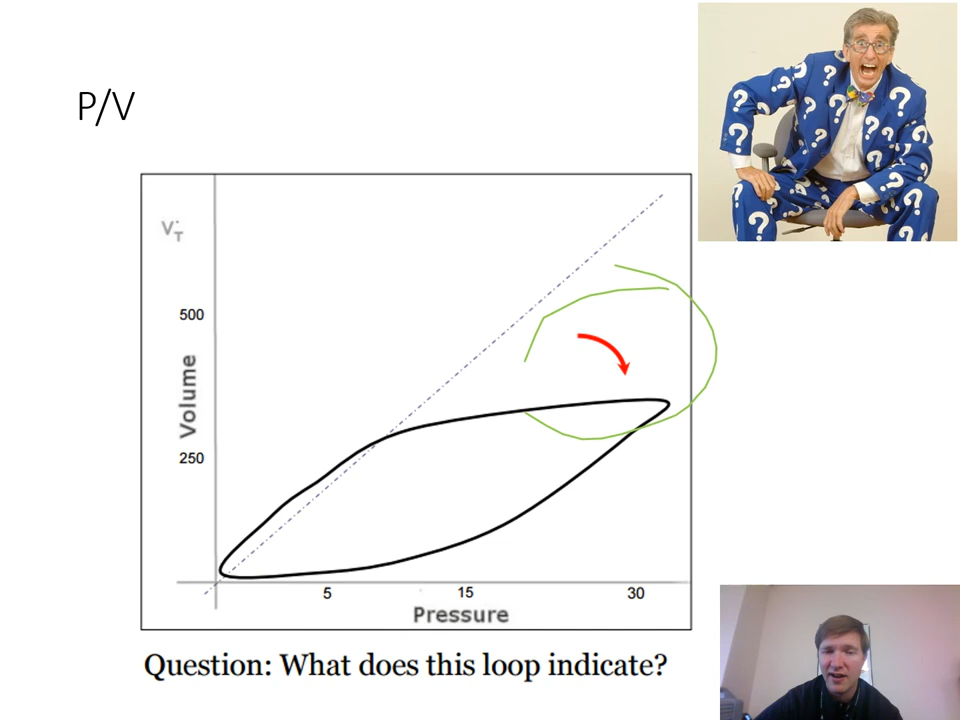 P/V
V̇T
500
Volume
250
5
15
30
Pressure
Question: What does this loop indicate?